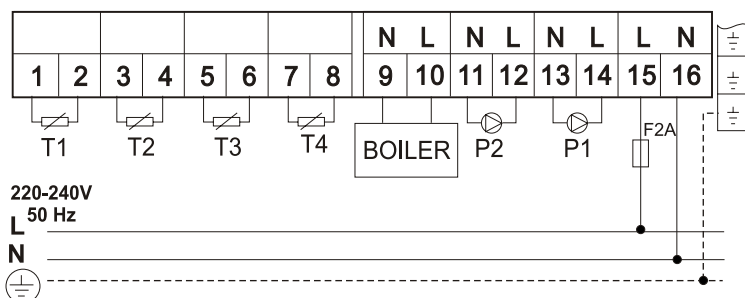 N L N L N L L N
1 2 3 4 5 6 7 8 9 10 11 12 13 14 15 16
T1 T2 T3 T4 BOILER P2 P1 F2A
220-240V
50 Hz
L
N